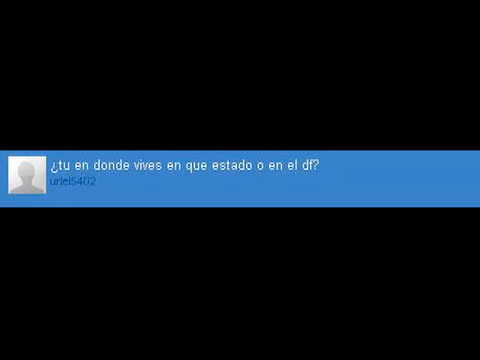 ¿tu en donde vives en que estado o en el df?
uriel5402